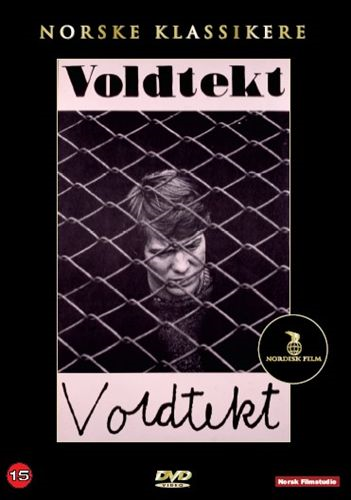 NORSKE KLASSIKERE
Voldtekt
NORDISK FILM
Voldtekt
15
DVD
VIDEO
Norsk Filmstudio